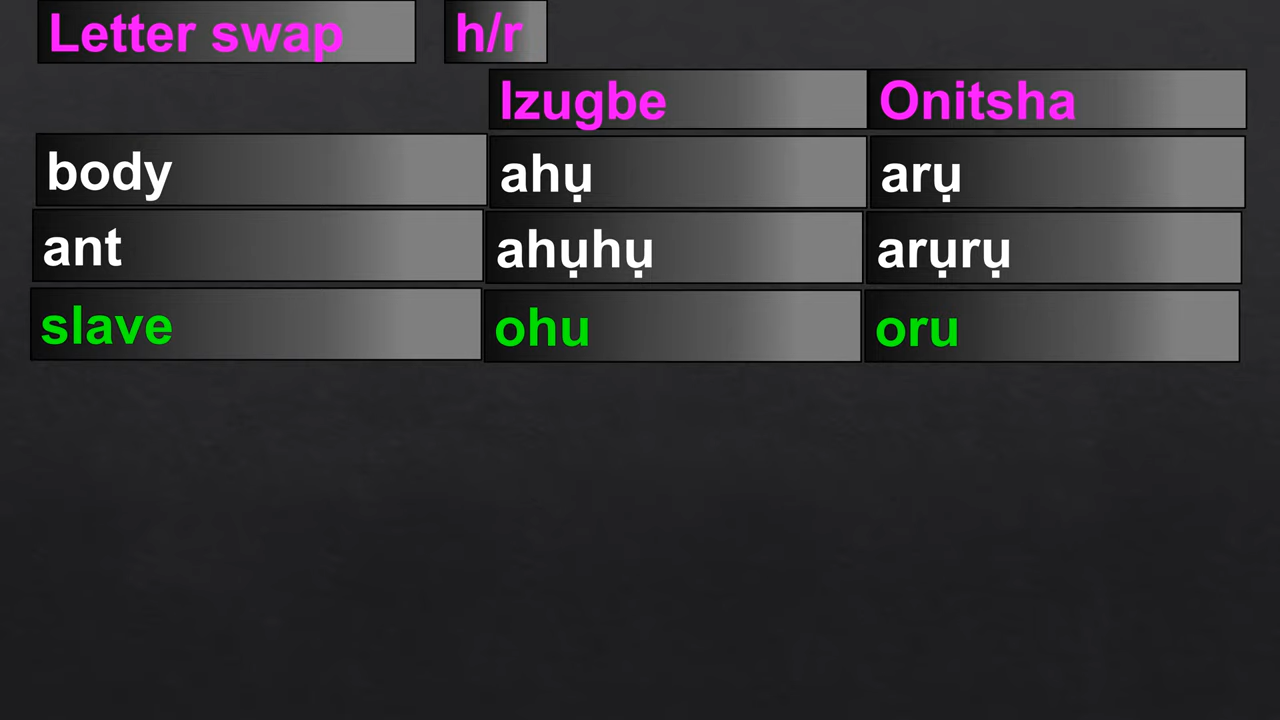 Letter swap h/r
Izugbe Onitsha
body ahụ arụ
ant ahụhụ arụrụ
slave ohu oru